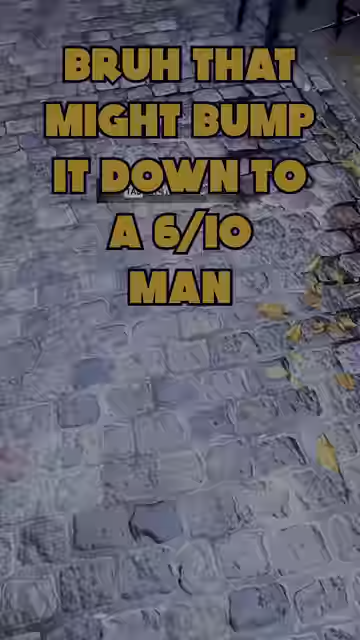 BRUH THAT
MIGHT BUMP
IT DOWN TO
A 6/10
MAN